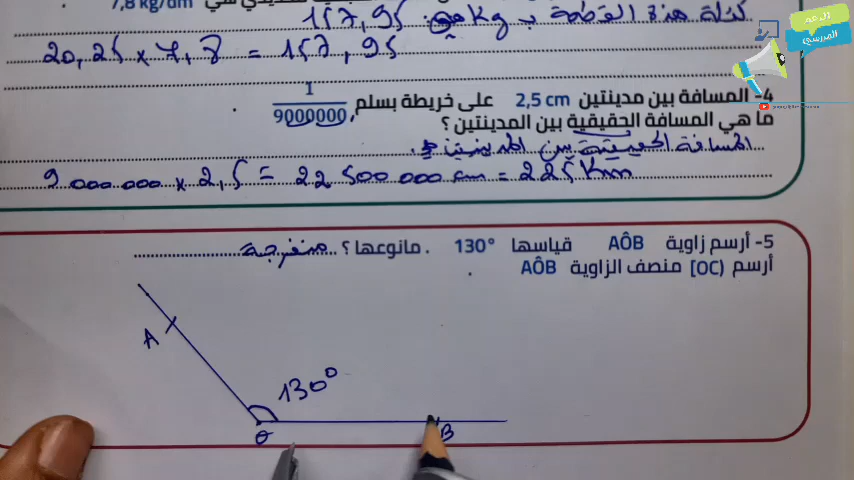 7,8 kg/dm
كتلة هذه القطعة ب Kg هي: 157,95
20,25 x 7,8 = 157,95
4- المسافة بين مدينتين 2,5 cm على خريطة بسلم 1/9000000
ما هي المسافة الحقيقية بين المدينتين ؟
المسافة الحقيقية بين المدينتين هي
9 000 000 x 2,5 = 22 500 000 cm = 225 Km
5- أرسم زاوية AÔB قياسها 130° . مانوعها ؟ منفرجة
أرسم [OC) منصف الزاوية AÔB
A
130°
O
B
الدعم
المدرسي